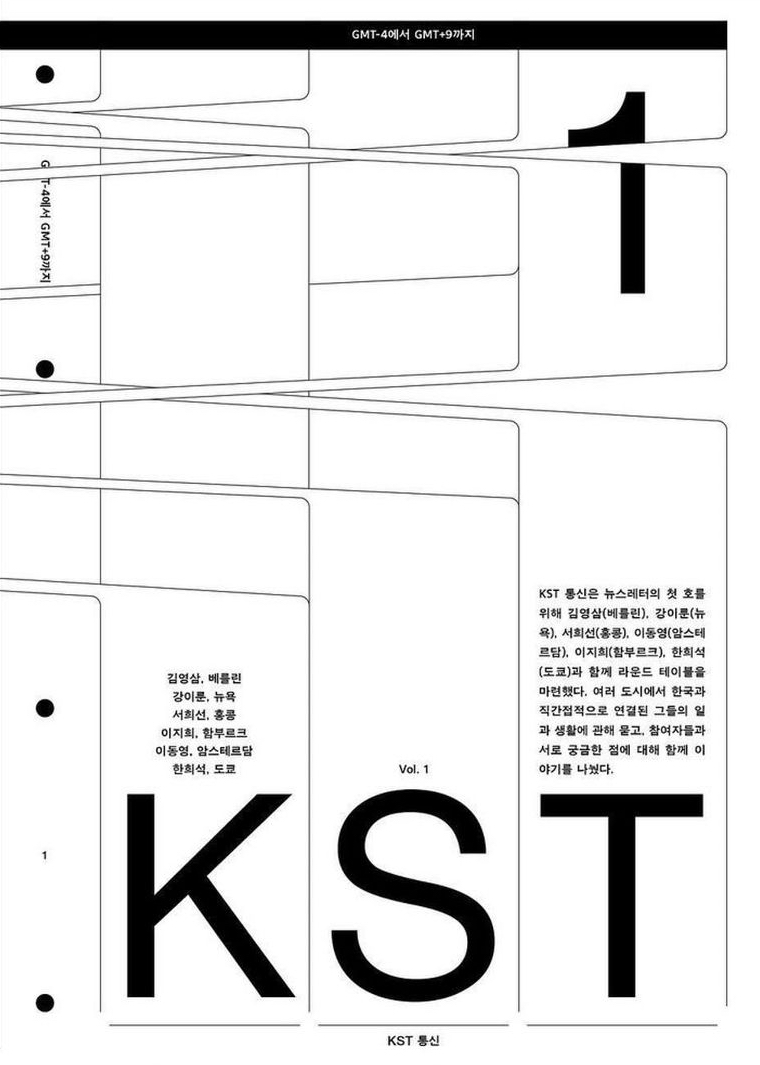 GMT-4에서 GMT+9까지
1
G T-4에서 GMT+9까지
KST 통신은 뉴스레터의 첫 호를
위해 김영삼(베를린), 강이룬(뉴
욕), 서희선(홍콩), 이동영(암스테
르담), 이지희(함부르크), 한희석
(도쿄)과 함께 라운드 테이블을
마련했다. 여러 도시에서 한국과
직간접적으로 연결된 그들의 일
과 생활에 관해 묻고, 참여자들과
서로 궁금한 점에 대해 함께 이
야기를 나눴다.
김영삼, 베를린
강이룬, 뉴욕
서희선, 홍콩
이지희, 함부르크
이동영, 암스테르담
한희석, 도쿄
Vol. 1
KST
1
KST 통신